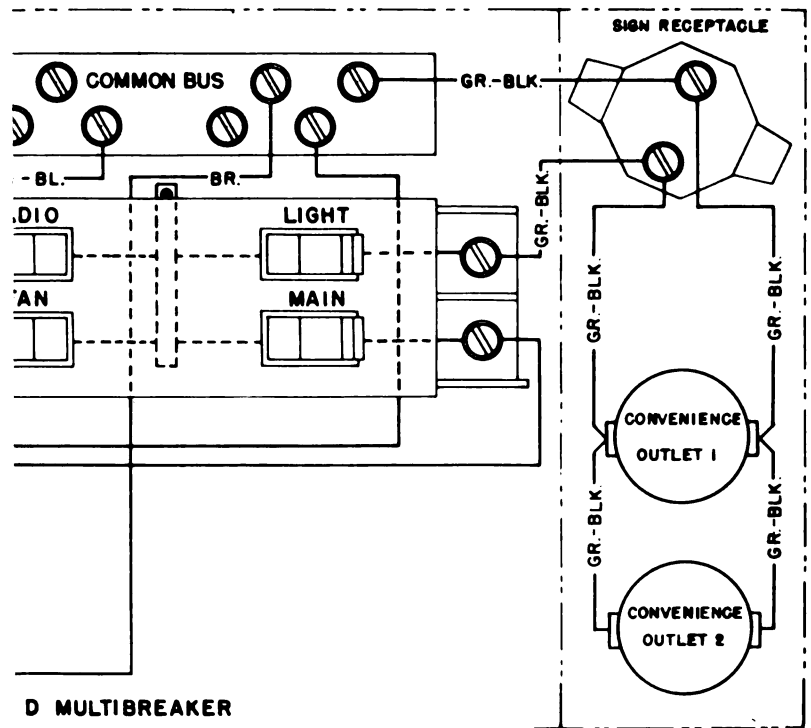 SIGN RECEPTACLE
COMMON BUS
GR.-BLK.
-BL.
BR.
GR.-BLK.
ADIO
LIGHT
MAIN
GR.-BLK.
GR.-BLK.
CONVENIENCE
OUTLET 1
GR.-BLK.
GR.-BLK.
CONVENIENCE
OUTLET 2
D MULTIBREAKER